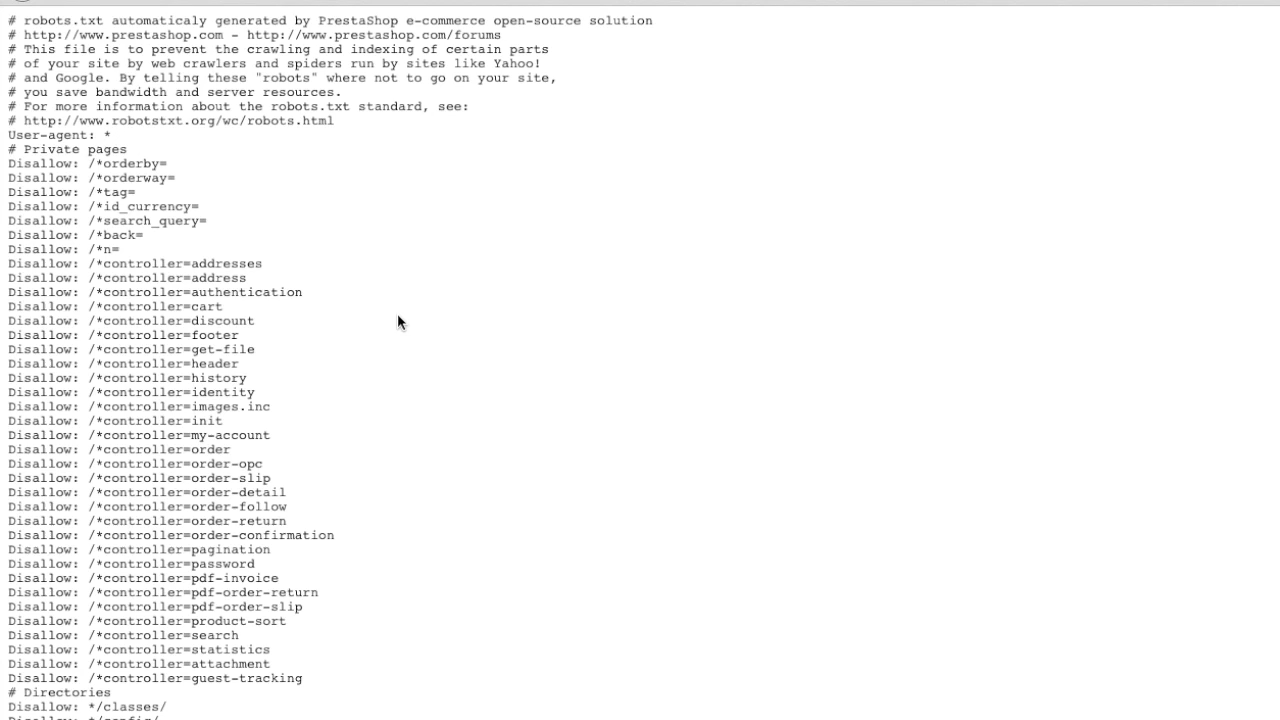 # robots.txt automaticaly generated by PrestaShop e-commerce open-source solution
# http://www.prestashop.com - http://www.prestashop.com/forums
# This file is to prevent the crawling and indexing of certain parts
# of your site by web crawlers and spiders run by sites like Yahoo!
# and Google. By telling these "robots" where not to go on your site,
# you save bandwidth and server resources.
# For more information about the robots.txt standard, see:
# http://www.robotstxt.org/wc/robots.html
User-agent: *
# Private pages
Disallow: /*orderby=
Disallow: /*orderway=
Disallow: /*tag=
Disallow: /*id_currency=
Disallow: /*search_query=
Disallow: /*back=
Disallow: /*n=
Disallow: /*controller=addresses
Disallow: /*controller=address
Disallow: /*controller=authentication
Disallow: /*controller=cart
Disallow: /*controller=discount
Disallow: /*controller=footer
Disallow: /*controller=get-file
Disallow: /*controller=header
Disallow: /*controller=history
Disallow: /*controller=identity
Disallow: /*controller=images.inc
Disallow: /*controller=init
Disallow: /*controller=my-account
Disallow: /*controller=order
Disallow: /*controller=order-opc
Disallow: /*controller=order-slip
Disallow: /*controller=order-detail
Disallow: /*controller=order-follow
Disallow: /*controller=order-return
Disallow: /*controller=order-confirmation
Disallow: /*controller=pagination
Disallow: /*controller=password
Disallow: /*controller=pdf-invoice
Disallow: /*controller=pdf-order-return
Disallow: /*controller=pdf-order-slip
Disallow: /*controller=product-sort
Disallow: /*controller=search
Disallow: /*controller=statistics
Disallow: /*controller=attachment
Disallow: /*controller=guest-tracking
# Directories
Disallow: */classes/